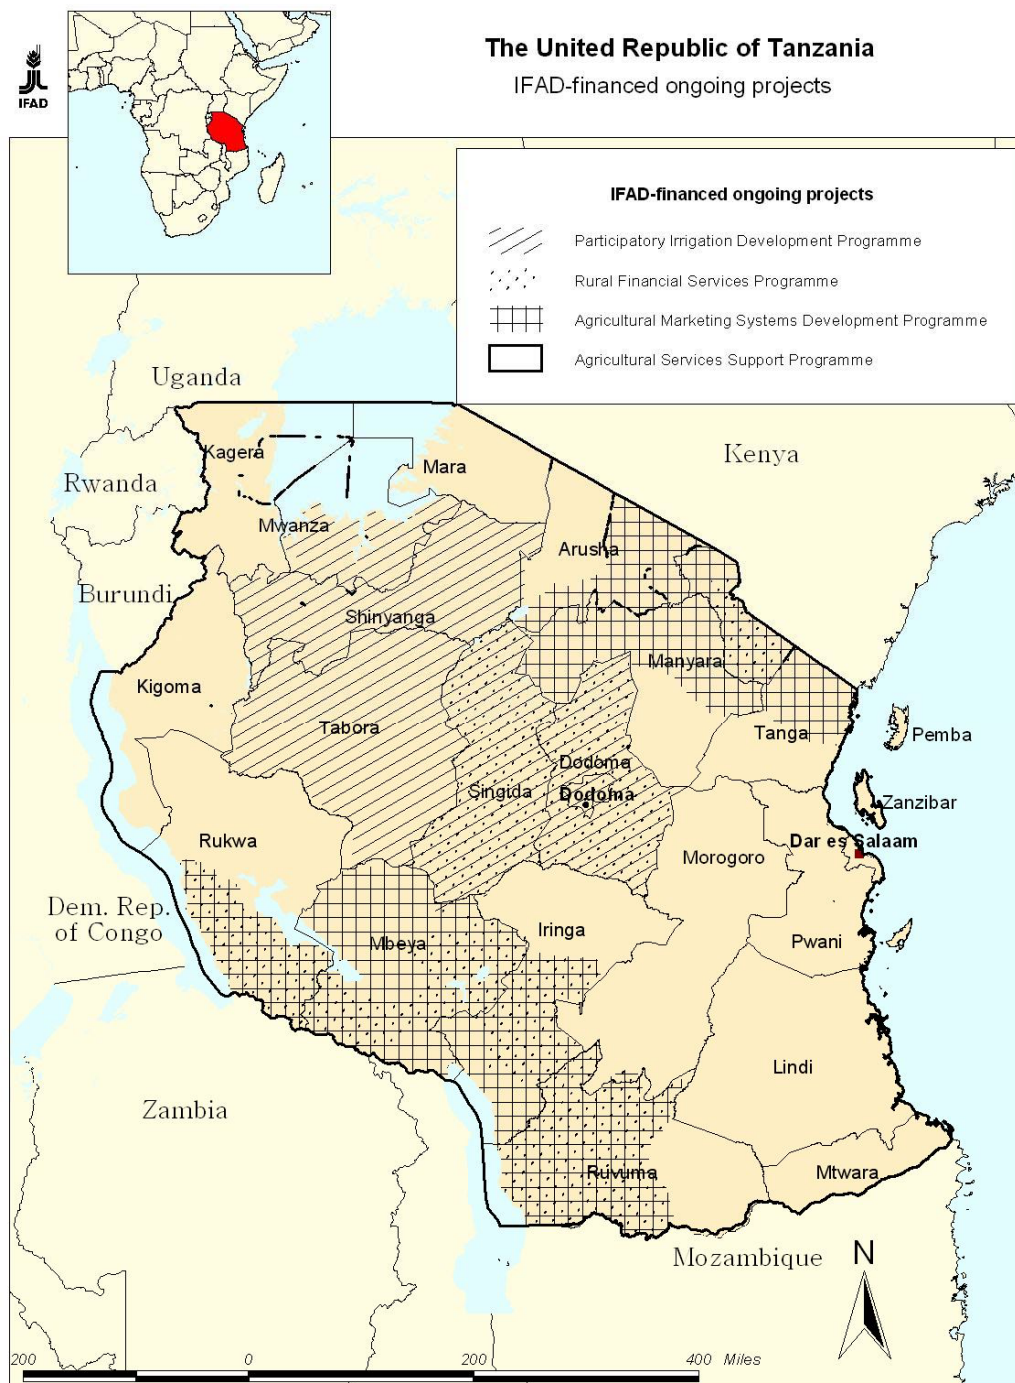 IFAD
The United Republic of Tanzania
IFAD-financed ongoing projects
IFAD-financed ongoing projects
Participatory Irrigation Development Programme
Rural Financial Services Programme
Agricultural Marketing Systems Development Programme
Agricultural Services Support Programme
Uganda
Kenya
Kagera
Mara
Rwanda
Mwanza
Arusha
Burundi
Shinyanga
Manyara
Kigoma
Tabora
Tanga
Pemba
Dodoma
Singida
Dodoma
Zanzibar
Rukwa
Dar es Salaam
Morogoro
Dem. Rep.
of Congo
Mbeya
Iringa
Pwani
Lindi
Zambia
Ruvuma
Mtwara
Mozambique
N
200
0
200
400 Miles